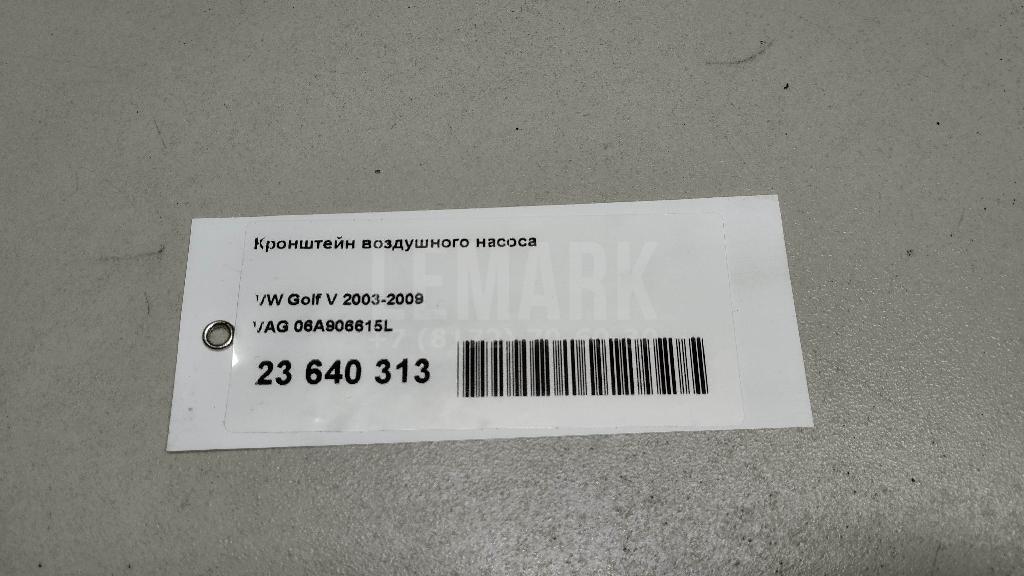 Кронштейн воздушного насоса
LEMARK
VW Golf V 2003-2009
VAG 06A906615L
23 640 313